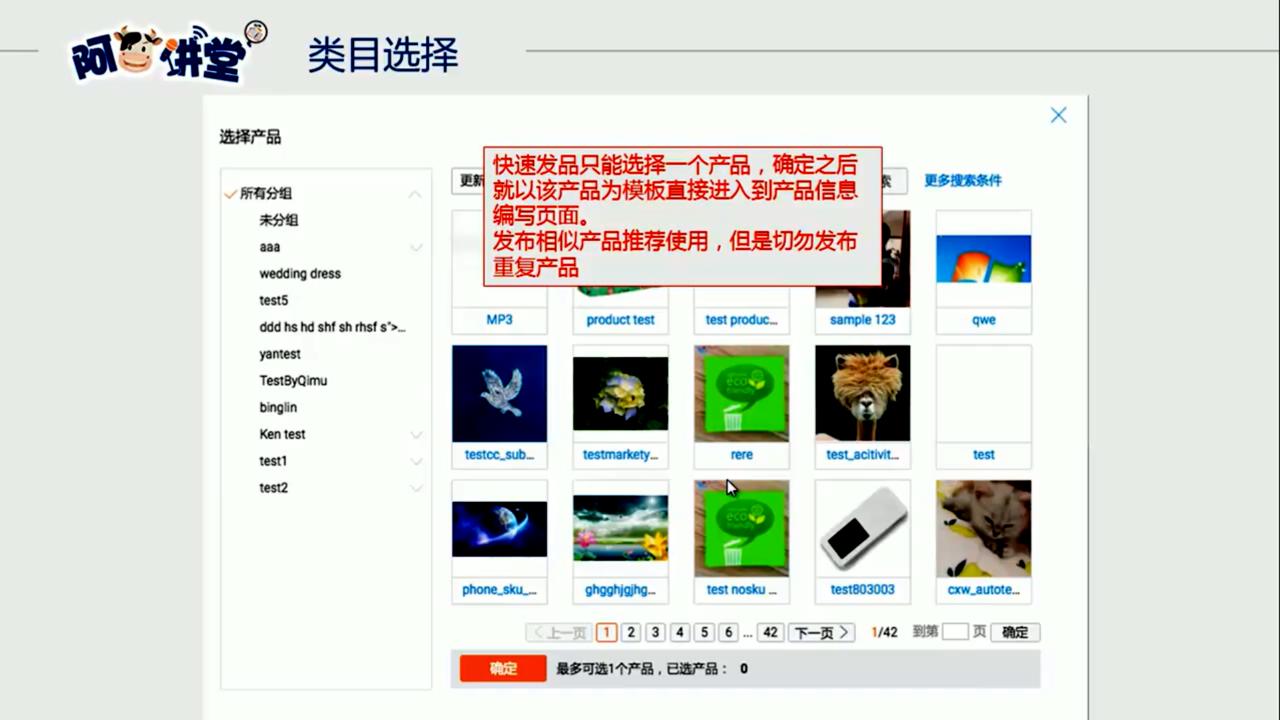 阿牛讲堂
类目选择
选择产品
所有分组
未分组
aaa
wedding dress
test5
ddd hs hd shf sh rhsf s">...
yantest
TestByQimu
binglin
Ken test
test1
test2
更新
索
更多搜索条件
快速发品只能选择一个产品，确定之后
就以该产品为模板直接进入到产品信息
编写页面。
发布相似产品推荐使用，但是切勿发布
重复产品
MP3
product test
test produc...
sample 123
qwe
testcc_sub...
testmarkety...
rere
test_acitivit...
test
phone_sku_...
ghgghjgjhg...
test nosku ...
test803003
cxw_autote...
eco
friendly
eco
friendly
上一页 1 2 3 4 5 6 ... 42 下一页 1/42 到第 页 确定
确定 最多可选1个产品，已选产品： 0